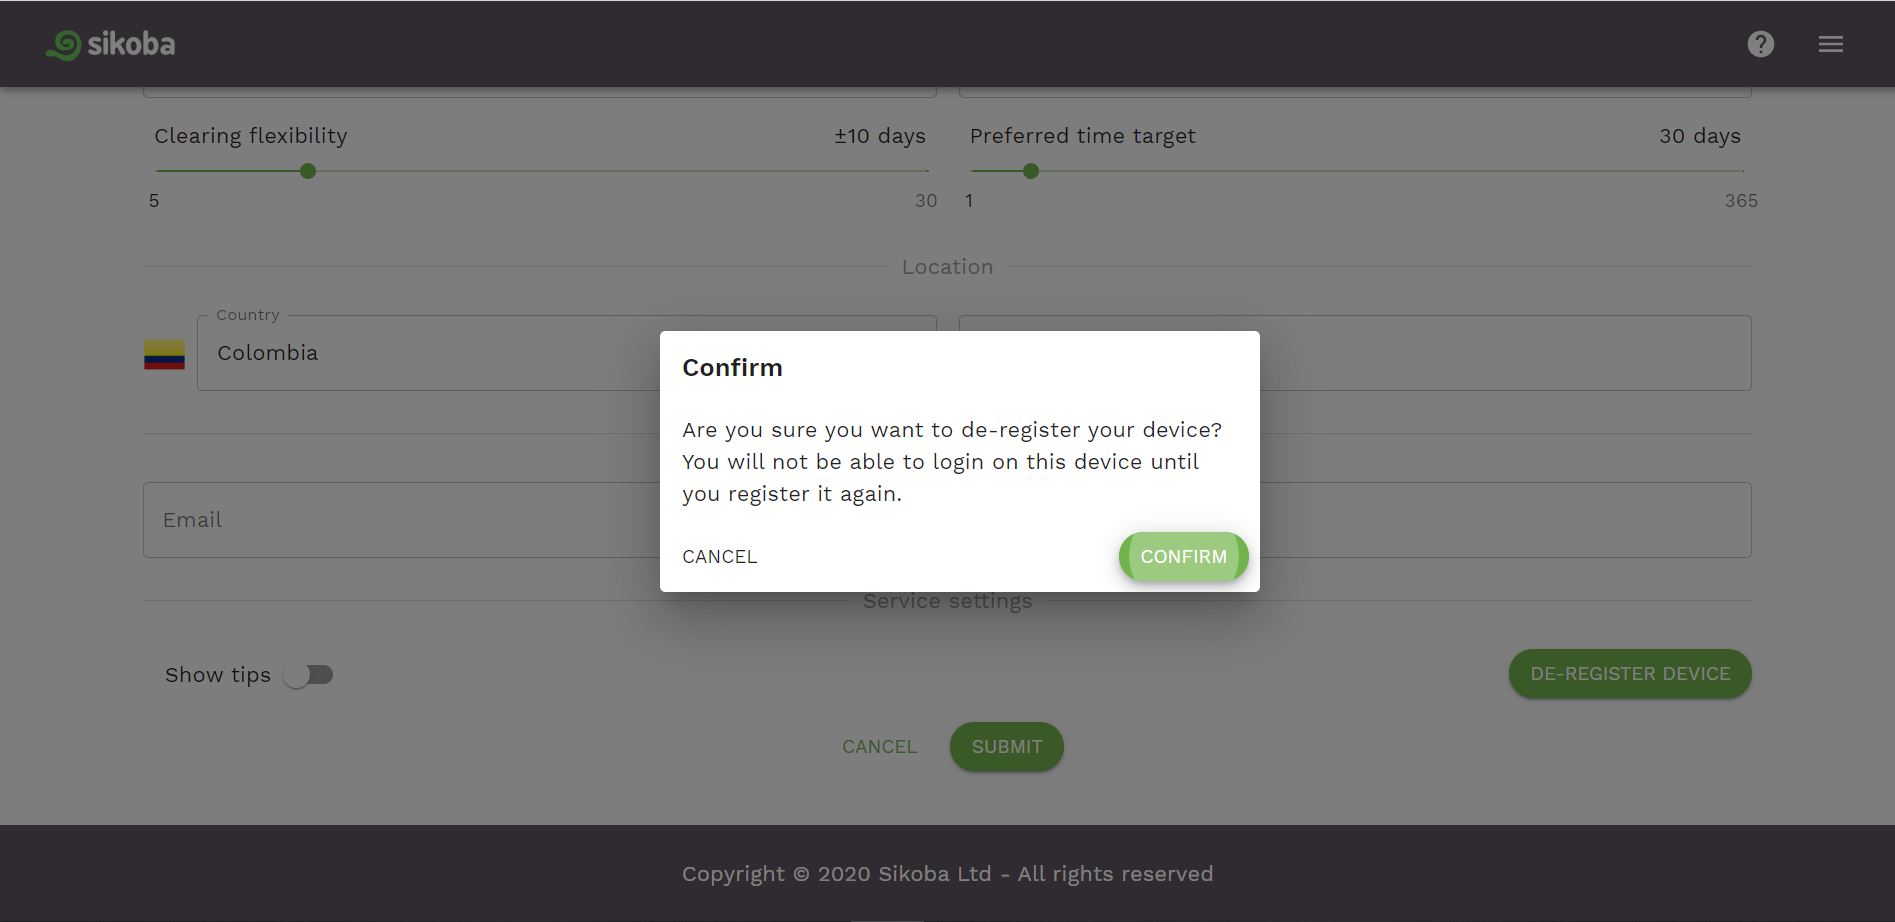 sikoba
?
Clearing flexibility ±10 days
5 30
Preferred time target 30 days
1 365
Location
Country
Colombia
Confirm
Are you sure you want to de-register your device?
You will not be able to login on this device until
you register it again.
CANCEL CONFIRM
Email
Service settings
Show tips
DE-REGISTER DEVICE
CANCEL SUBMIT
Copyright © 2020 Sikoba Ltd - All rights reserved